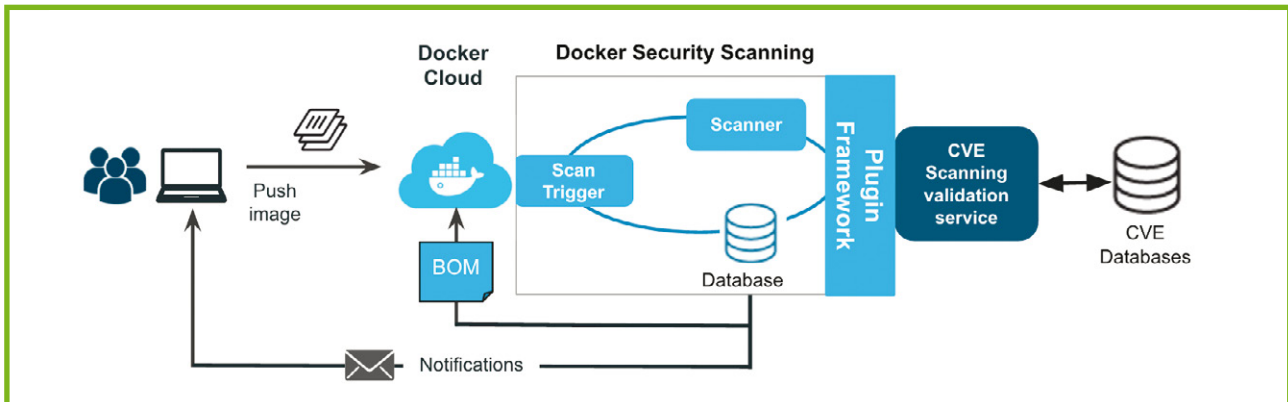 Docker
Cloud
Docker Security Scanning
Push
image
Scan
Trigger
Scanner
Database
Plugin
Framework
CVE
Scanning
validation
service
CVE
Databases
BOM
Notifications